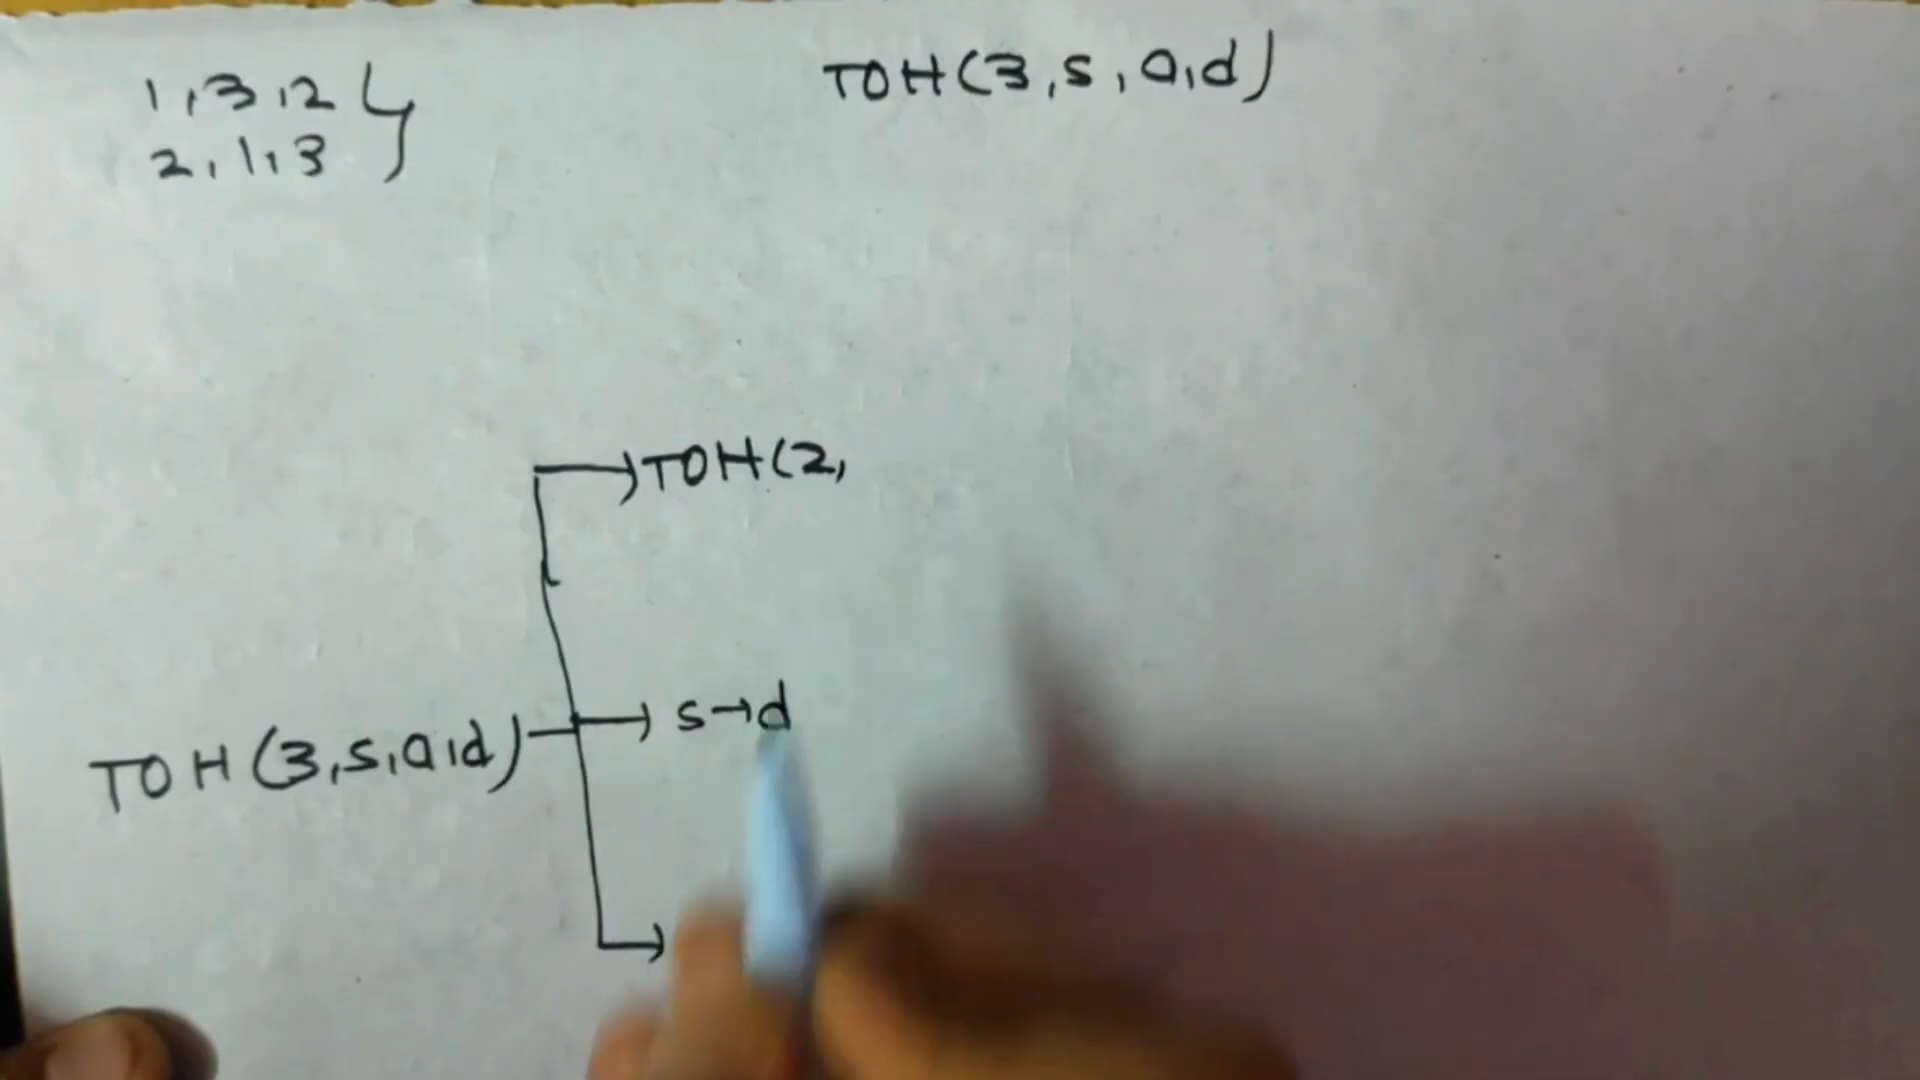 1,3,2
2,1,3
TOH(3,s,a,d)
TOH(2,
s→d
TOH(3,s,a,d)